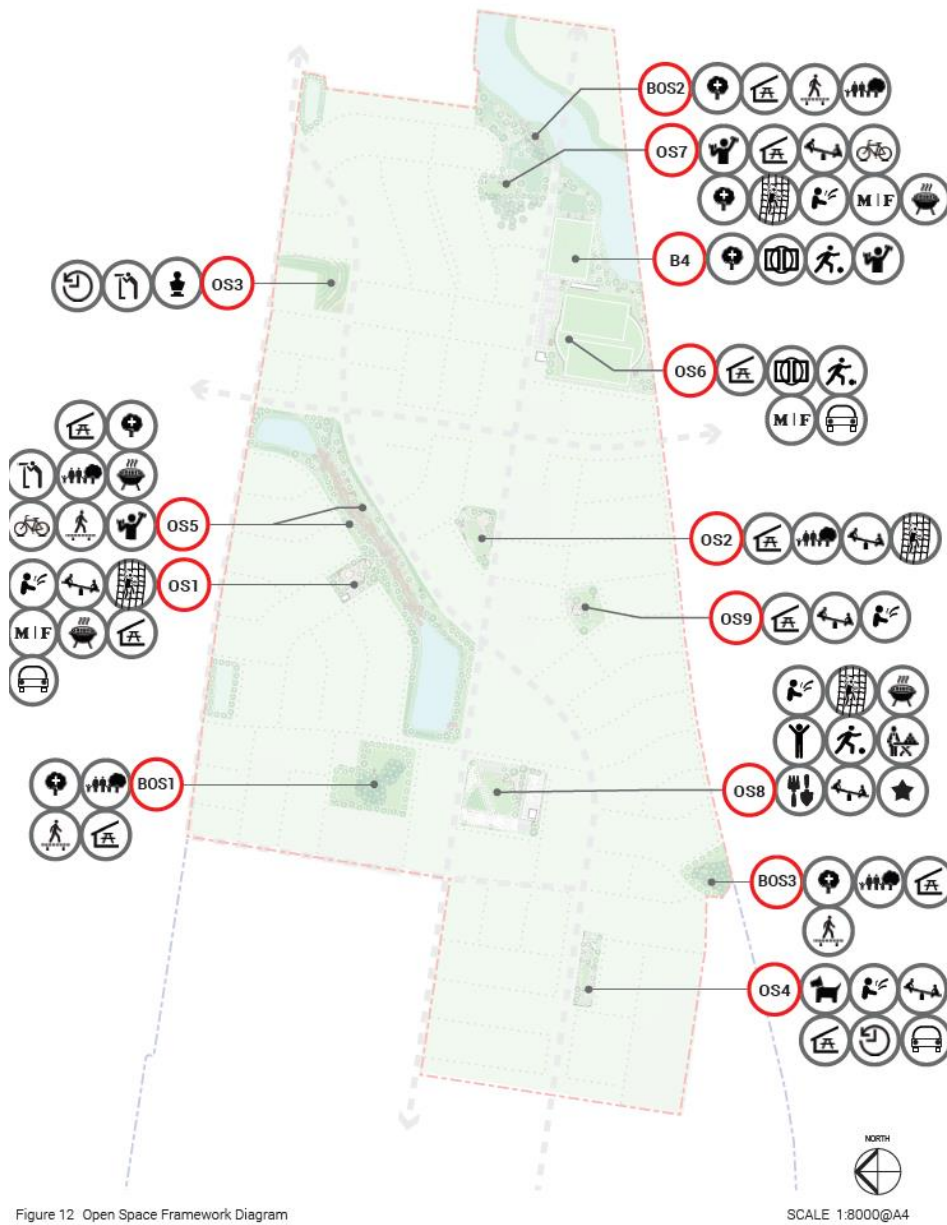 BOS2
OS7
M | F
B4
OS3
OS6
M | F
OS5
OS2
OS1
OS9
M | F
BOS1
OS8
BOS3
OS4
NORTH
Figure 12 Open Space Framework Diagram
SCALE 1:8000@A4